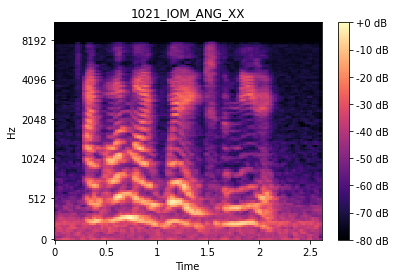 1021_IOM_ANG_XX
+0 dB
8192
-10 dB
4096
-20 dB
-30 dB
2048
Hz
-40 dB
1024
-50 dB
512
-60 dB
-70 dB
0
-80 dB
0 0.5 1 1.5 2 2.5
Time